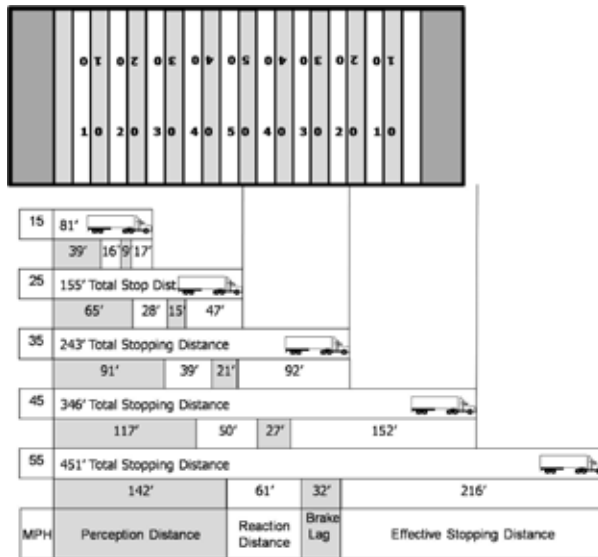 0 1 0 2 0 3 0 4 0 5 0 4 0 3 0 2 0 1
1 0 2 0 3 0 4 0 5 0 4 0 3 0 2 0 1 0
15 81'
39' 16' 9' 17'
25 155' Total Stop Dist.
65' 28' 15' 47'
35 243' Total Stopping Distance
91' 39' 21' 92'
45 346' Total Stopping Distance
117' 50' 27' 152'
55 451' Total Stopping Distance
142' 61' 32' 216'
MPH Perception Distance Reaction Distance Brake Lag Effective Stopping Distance